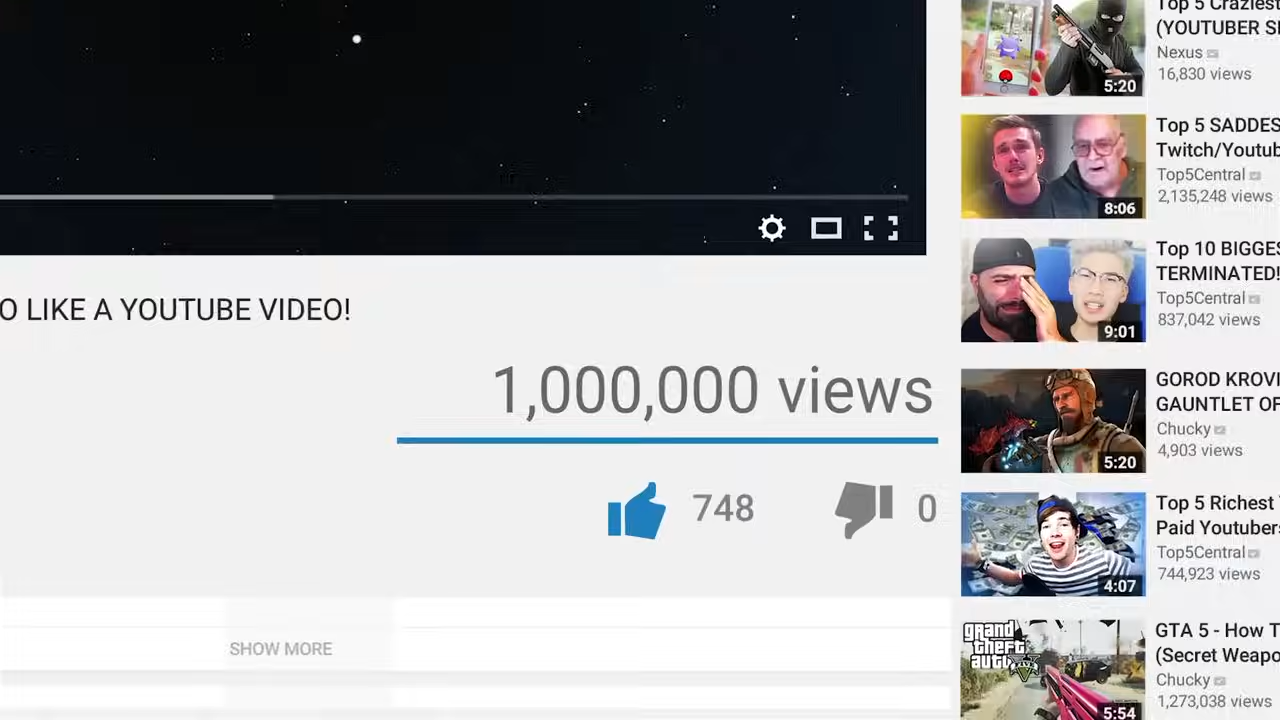 O LIKE A YOUTUBE VIDEO!
1,000,000 views
748
0
SHOW MORE
Top 5 Craziest
(YOUTUBER
Nexus
16,830 views
5:20
Top 5 SADDES
Twitch/Youtub
Top5Central
2,135,248 views
8:06
Top 10 BIGGES
TERMINATED!
Top5Central
837,042 views
9:01
GOROD KROVI
GAUNTLET OF
Chucky
4,903 views
5:20
Top 5 Richest
Paid Youtubers
Top5Central
744,923 views
4:07
grand
theft
auto V
GTA 5 - How T
(Secret Weapo
Chucky
1,273,038 views
5:54